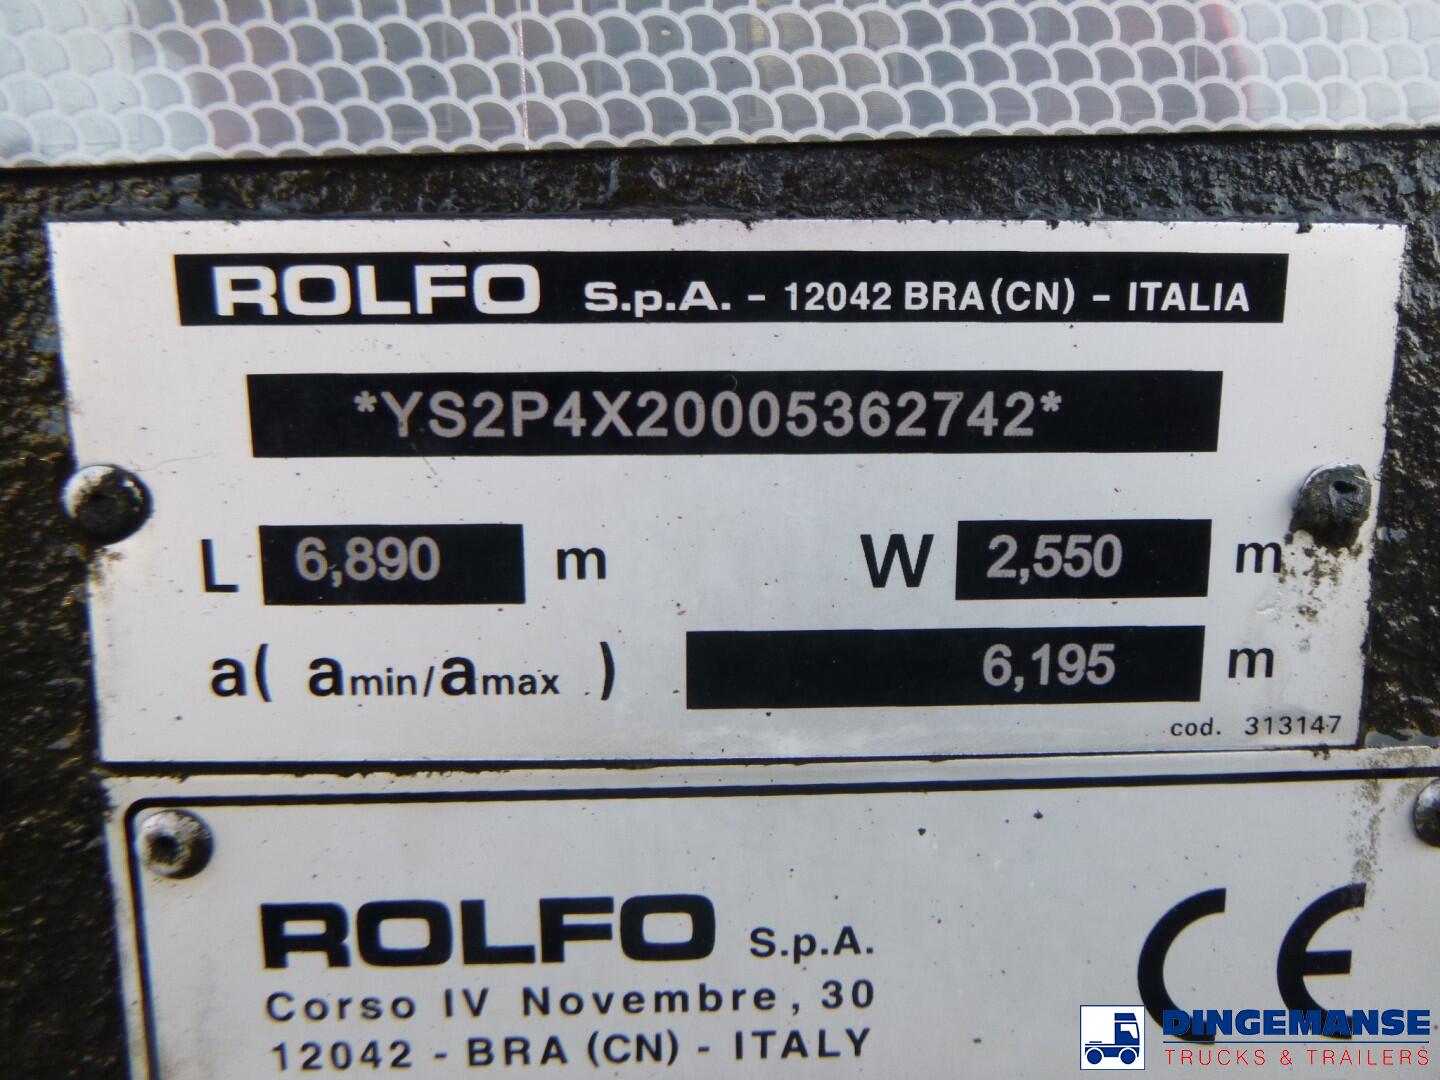 ROLFO S.p.A. - 12042 BRA (CN) - ITALIA
*YS2P4X20005362742*
L 6,890 m W 2,550 m
a( amin/amax ) 6,195 m
cod. 313147
ROLFO S.p.A.
Corso IV Novembre, 30
12042 - BRA (CN) - ITALY
CE
DINGEMANSE
TRUCKS & TRAILERS